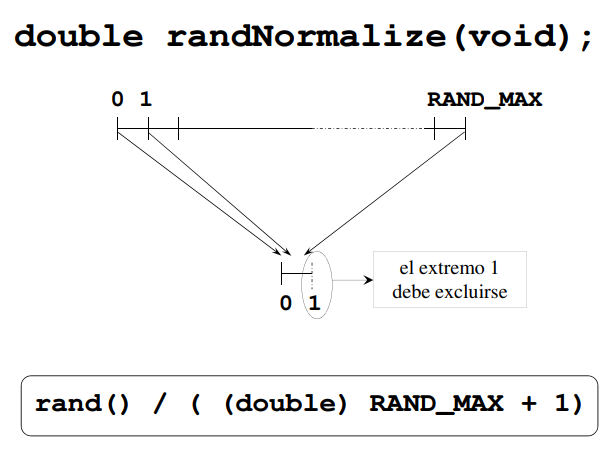 double randNormalize(void);
0 1 RAND_MAX
el extremo 1
debe excluirse
0 1
rand() / ( (double) RAND_MAX + 1)